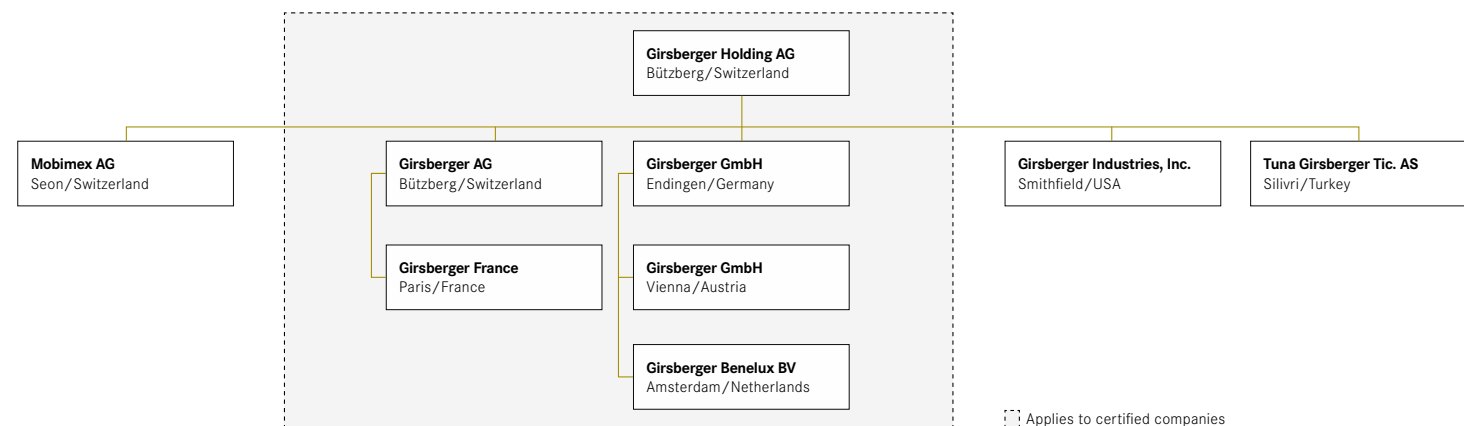 Girsberger Holding AG
Bützberg/Switzerland
Mobimex AG
Seon/Switzerland
Girsberger AG
Bützberg/Switzerland
Girsberger GmbH
Endingen/Germany
Girsberger Industries, Inc.
Smithfield/USA
Tuna Girsberger Tic. AS
Silivri/Turkey
Girsberger France
Paris/France
Girsberger GmbH
Vienna/Austria
Girsberger Benelux BV
Amsterdam/Netherlands
Applies to certified companies